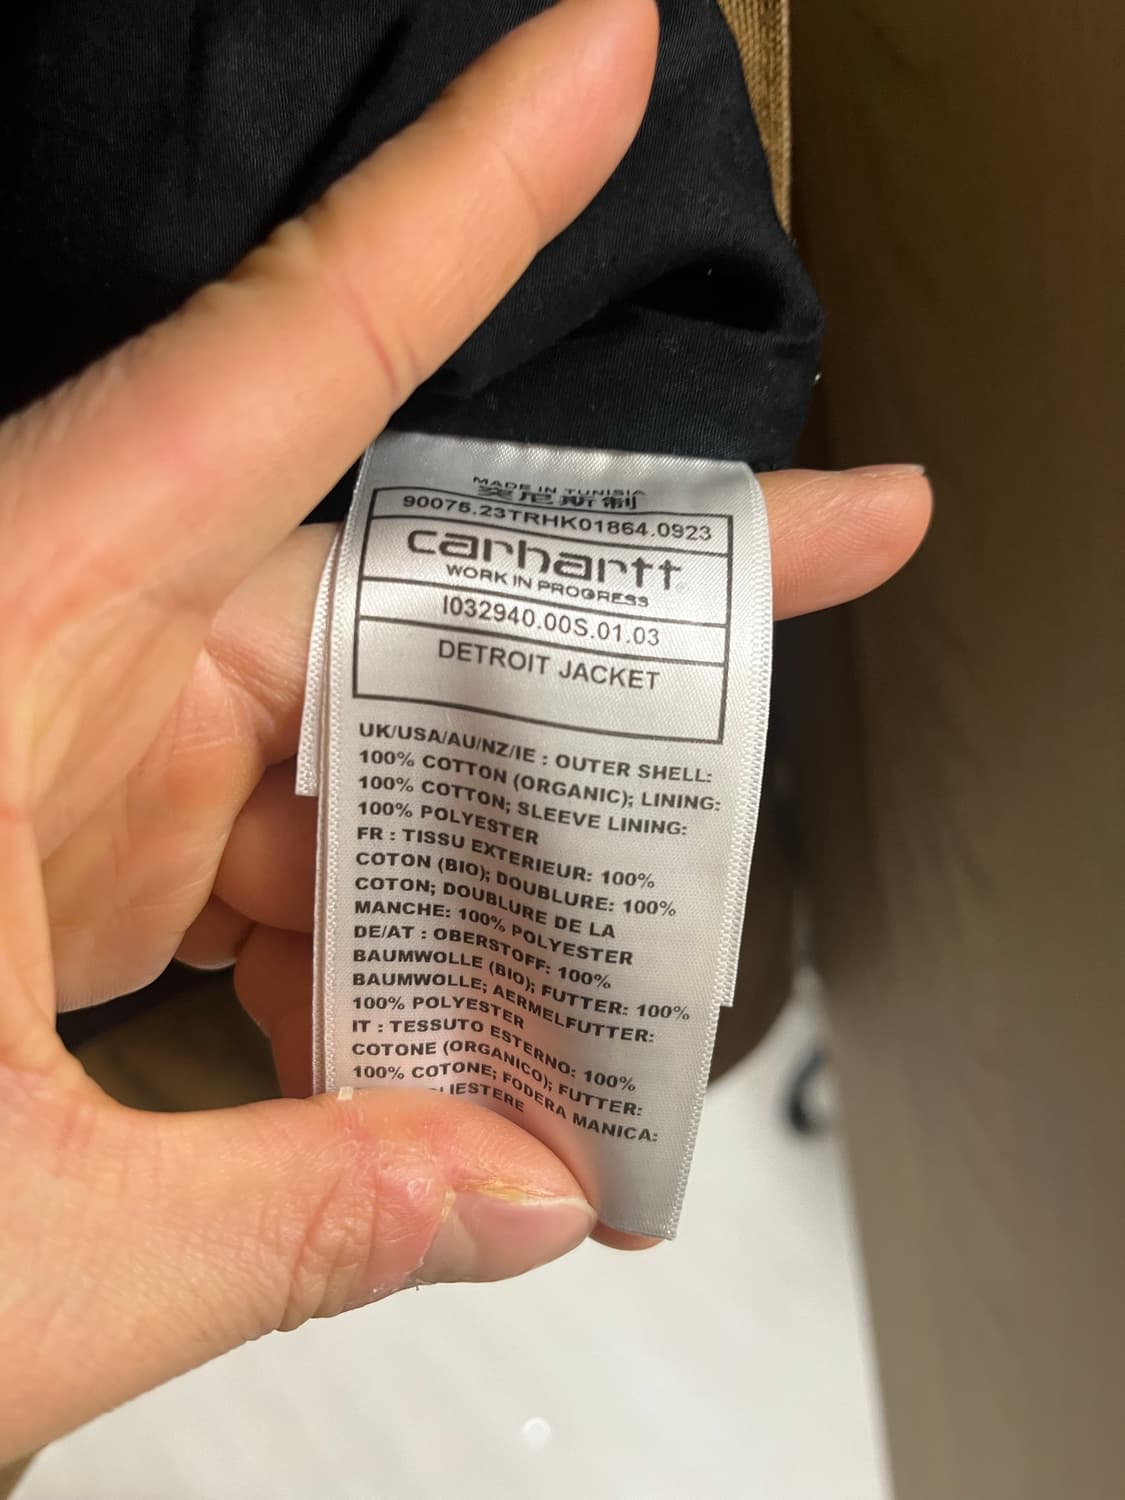 MADE IN TUNISIA
突尼斯制
90075.23TRHK01864.0923
carhartt
WORK IN PROGRESS
I032940.00S.01.03
DETROIT JACKET
UK/USA/AU/NZ/IE : OUTER SHELL:
100% COTTON (ORGANIC); LINING:
100% COTTON; SLEEVE LINING:
100% POLYESTER
FR : TISSU EXTERIEUR: 100%
COTON (BIO); DOUBLURE: 100%
COTON; DOUBLURE DE LA
MANCHE: 100% POLYESTER
DE/AT : OBERSTOFF: 100%
BAUMWOLLE (BIO); FUTTER: 100%
BAUMWOLLE; AERMELFUTTER:
100% POLYESTER
IT : TESSUTO ESTERNO: 100%
COTONE (ORGANICO); FUTTER:
100% COTONE; FODERA MANICA: